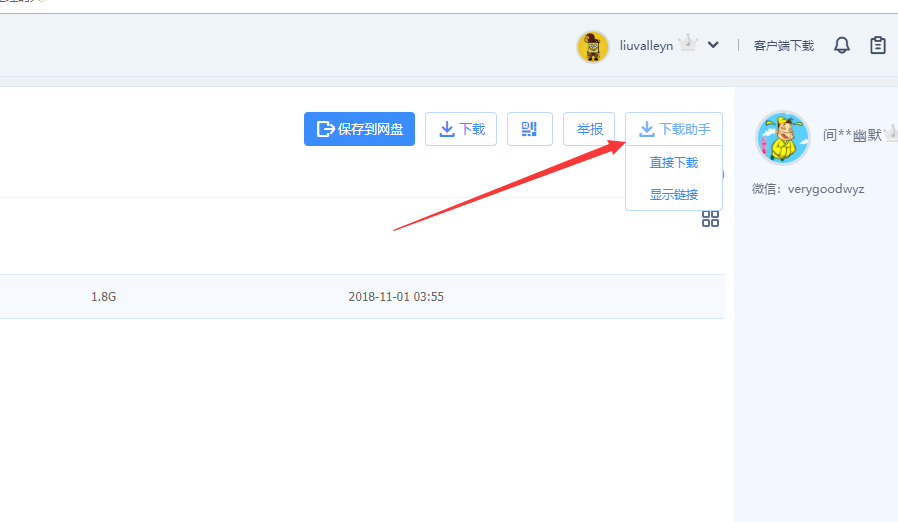 liuvalleyn
客户端下载
保存到网盘
下载
举报
下载助手
直接下载
显示链接
间**幽默
微信：verygoodwyz
1.8G
2018-11-01 03:55